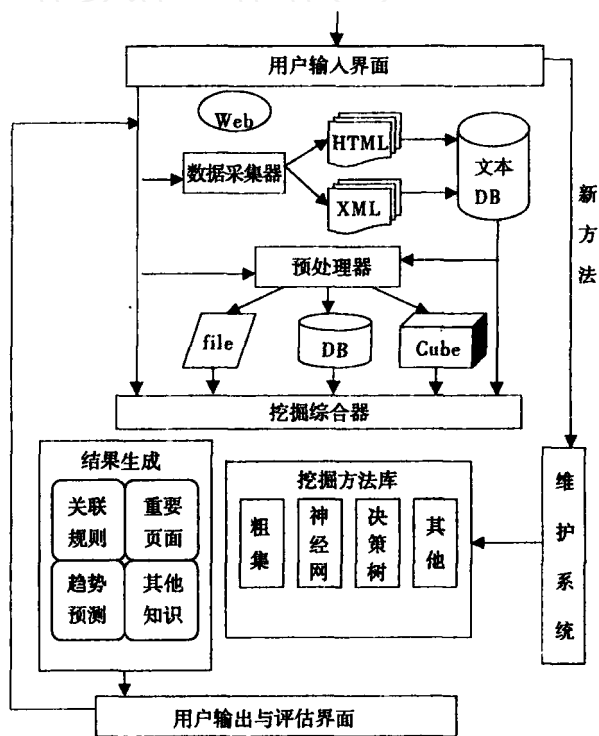 用户输入界面
Web
HTML
数据采集器
文本
DB
XML
新方法
预处理器
file
DB
Cube
挖掘综合器
结果生成
关联
规则
重要
页面
趋势
预测
其他
知识
挖掘方法库
粗集
神经网
决策树
其他
维护系统
用户输出与评估界面